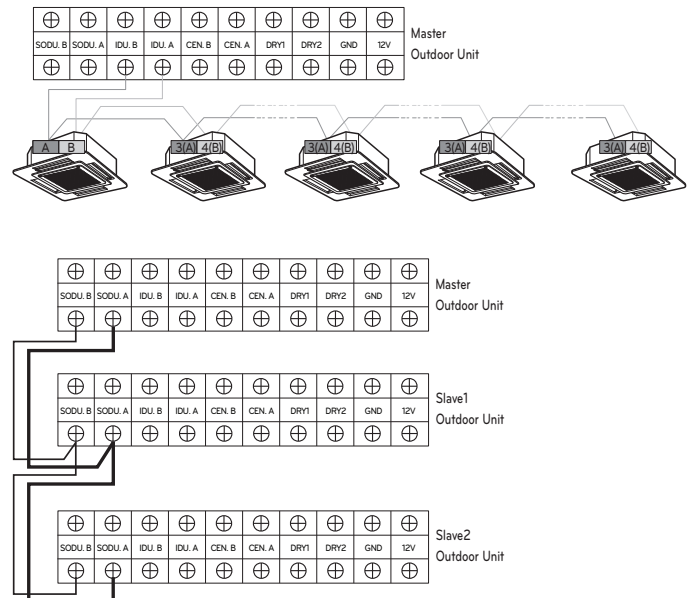 SODU. B SODU. A IDU. B IDU. A CEN. B CEN. A DRY1 DRY2 GND 12V
Master
Outdoor Unit
A B 3(A) 4(B) 3(A) 4(B) 3(A) 4(B) 3(A) 4(B)
SODU. B SODU. A IDU. B IDU. A CEN. B CEN. A DRY1 DRY2 GND 12V
Master
Outdoor Unit
SODU. B SODU. A IDU. B IDU. A CEN. B CEN. A DRY1 DRY2 GND 12V
Slave1
Outdoor Unit
SODU. B SODU. A IDU. B IDU. A CEN. B CEN. A DRY1 DRY2 GND 12V
Slave2
Outdoor Unit